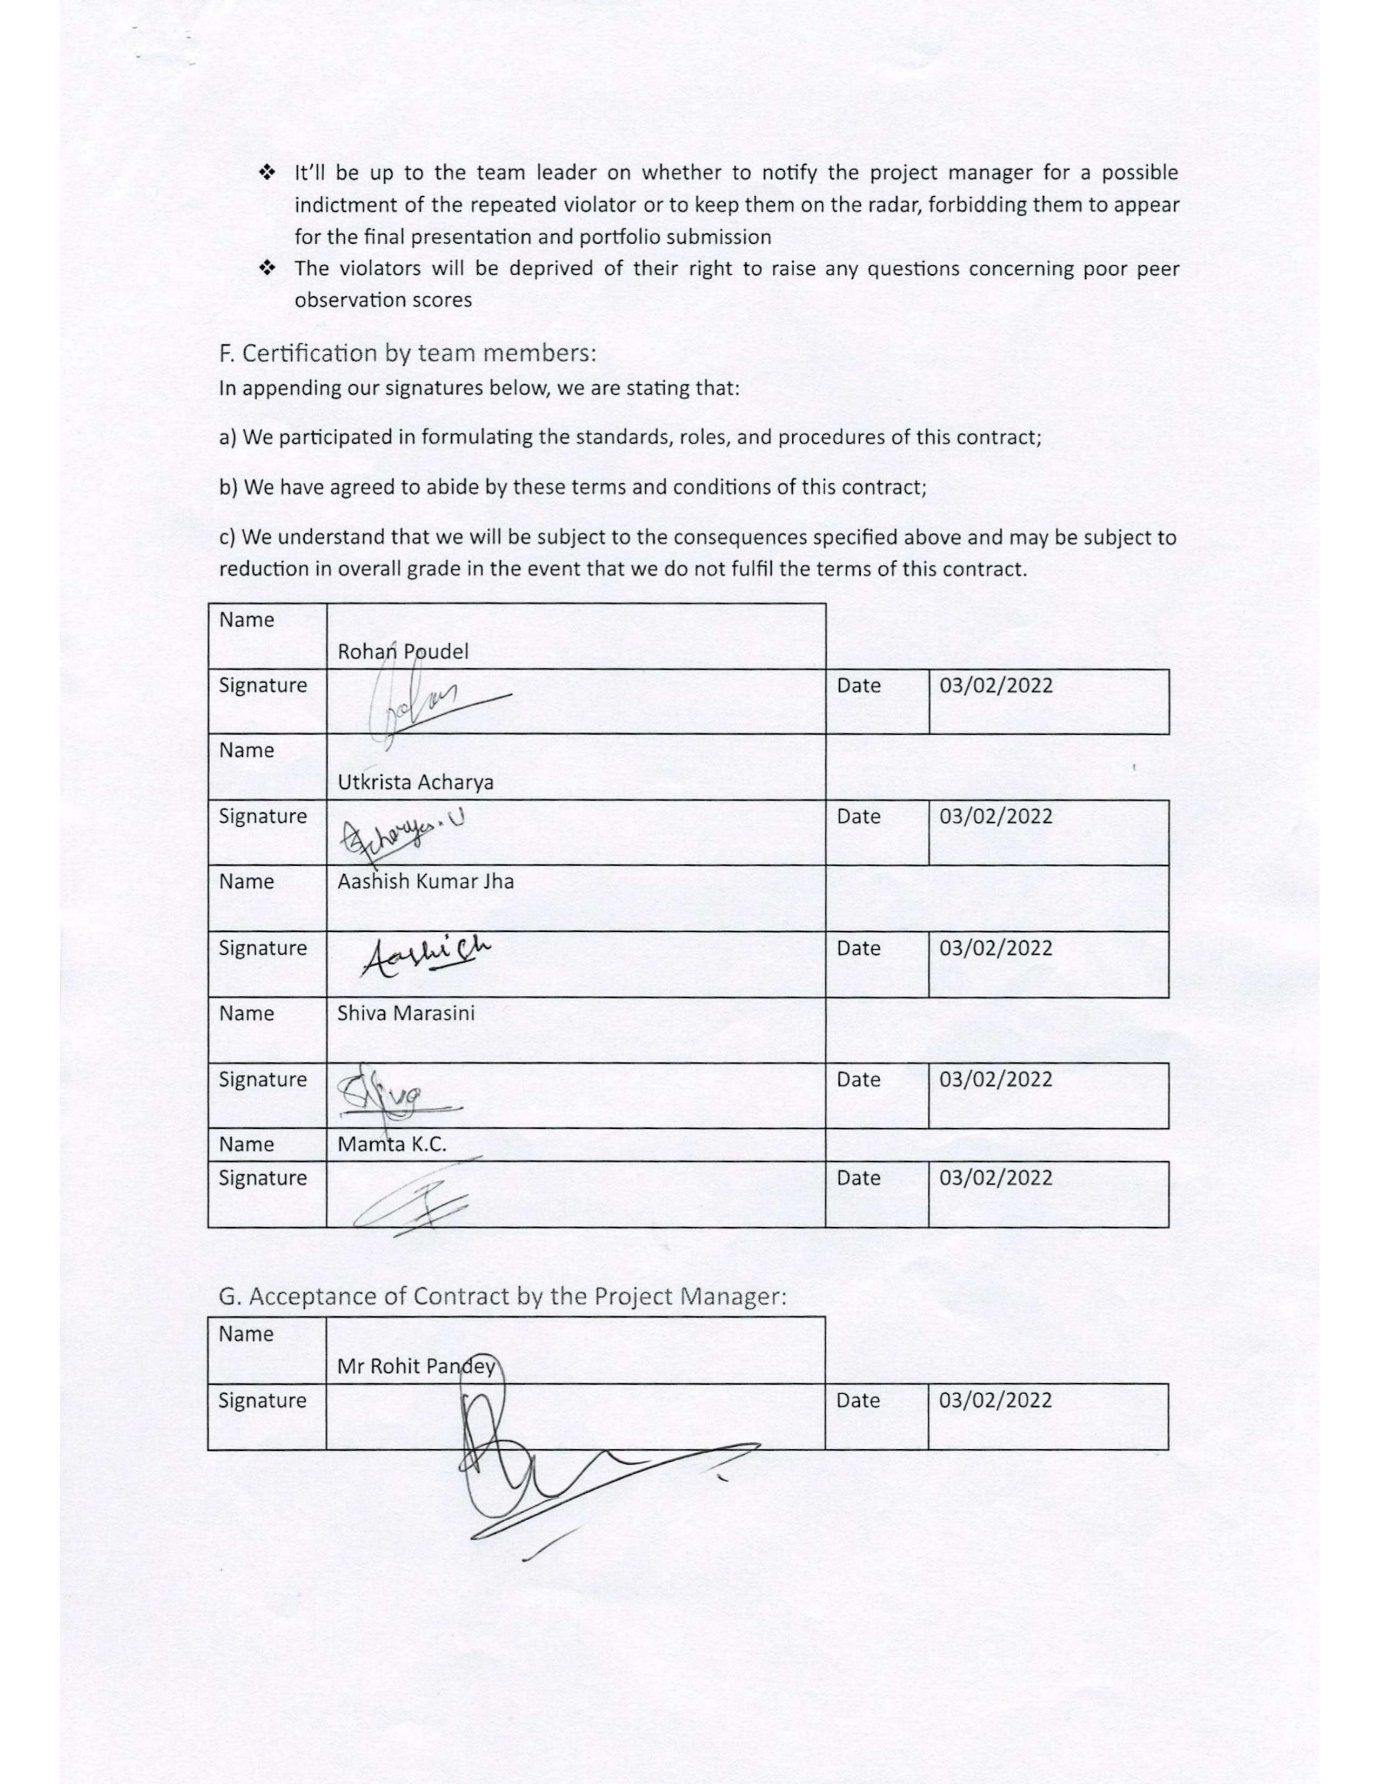 ❖ It'll be up to the team leader on whether to notify the project manager for a possible
indictment of the repeated violator or to keep them on the radar, forbidding them to appear
for the final presentation and portfolio submission
❖ The violators will be deprived of their right to raise any questions concerning poor peer
observation scores
F. Certification by team members:
In appending our signatures below, we are stating that:
a) We participated in formulating the standards, roles, and procedures of this contract;
b) We have agreed to abide by these terms and conditions of this contract;
c) We understand that we will be subject to the consequences specified above and may be subject to
reduction in overall grade in the event that we do not fulfil the terms of this contract.
Name
Rohan Poudel
Signature Date 03/02/2022
Name
Utkrista Acharya
Signature Acharya.U Date 03/02/2022
Name Aashish Kumar Jha
Signature Aashish Date 03/02/2022
Name Shiva Marasini
Signature Shiva Date 03/02/2022
Name Mamta K.C.
Signature Date 03/02/2022
G. Acceptance of Contract by the Project Manager:
Name
Mr Rohit Pandey
Signature Date 03/02/2022